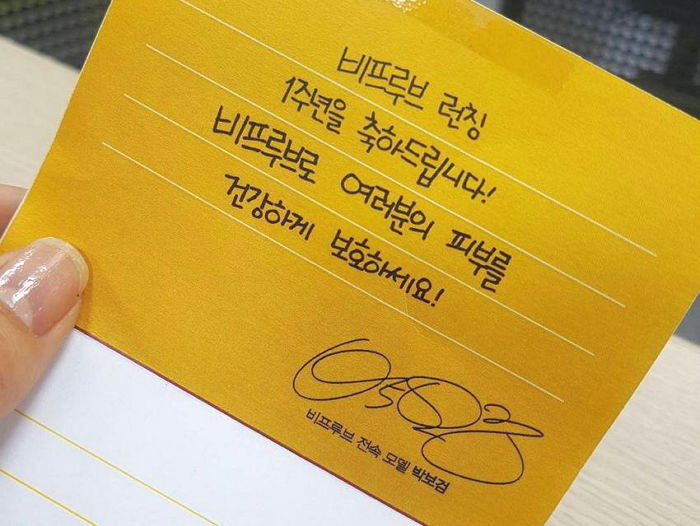 비프루브 런칭
1주년을 축하드립니다!
비프루브로 여러분의 피부를
건강하게 보호하세요!
비프루브 전속 모델 박보검